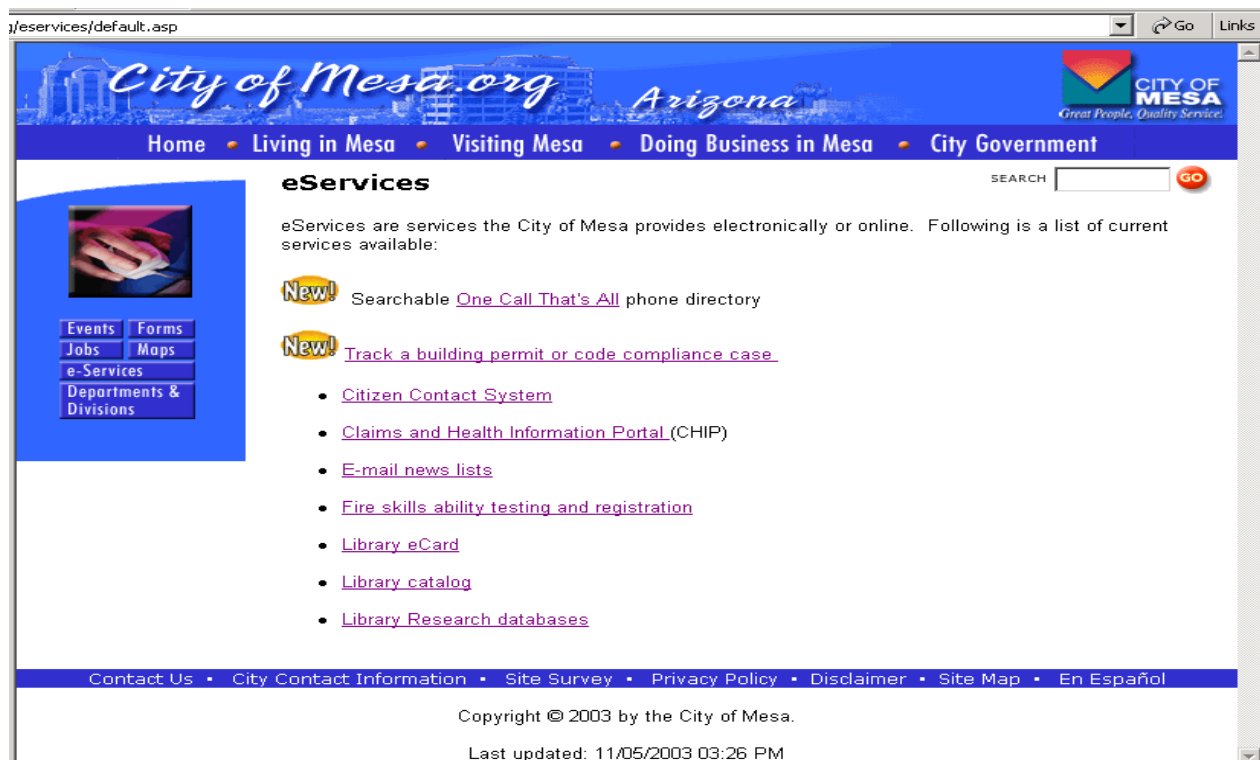 g/eservices/default.asp Go Links
City of Mesa.org Arizona
CITY OF
MESA
Great People, Quality Service.
Home • Living in Mesa • Visiting Mesa • Doing Business in Mesa • City Government
eServices
SEARCH GO
eServices are services the City of Mesa provides electronically or online. Following is a list of current
services available:
New! Searchable One Call That's All phone directory
New! Track a building permit or code compliance case
Events Forms
Jobs Maps
e-Services
Departments &
Divisions
• Citizen Contact System
• Claims and Health Information Portal (CHIP)
• E-mail news lists
• Fire skills ability testing and registration
• Library eCard
• Library catalog
• Library Research databases
Contact Us • City Contact Information • Site Survey • Privacy Policy • Disclaimer • Site Map • En Español
Copyright © 2003 by the City of Mesa.
Last updated: 11/05/2003 03:26 PM